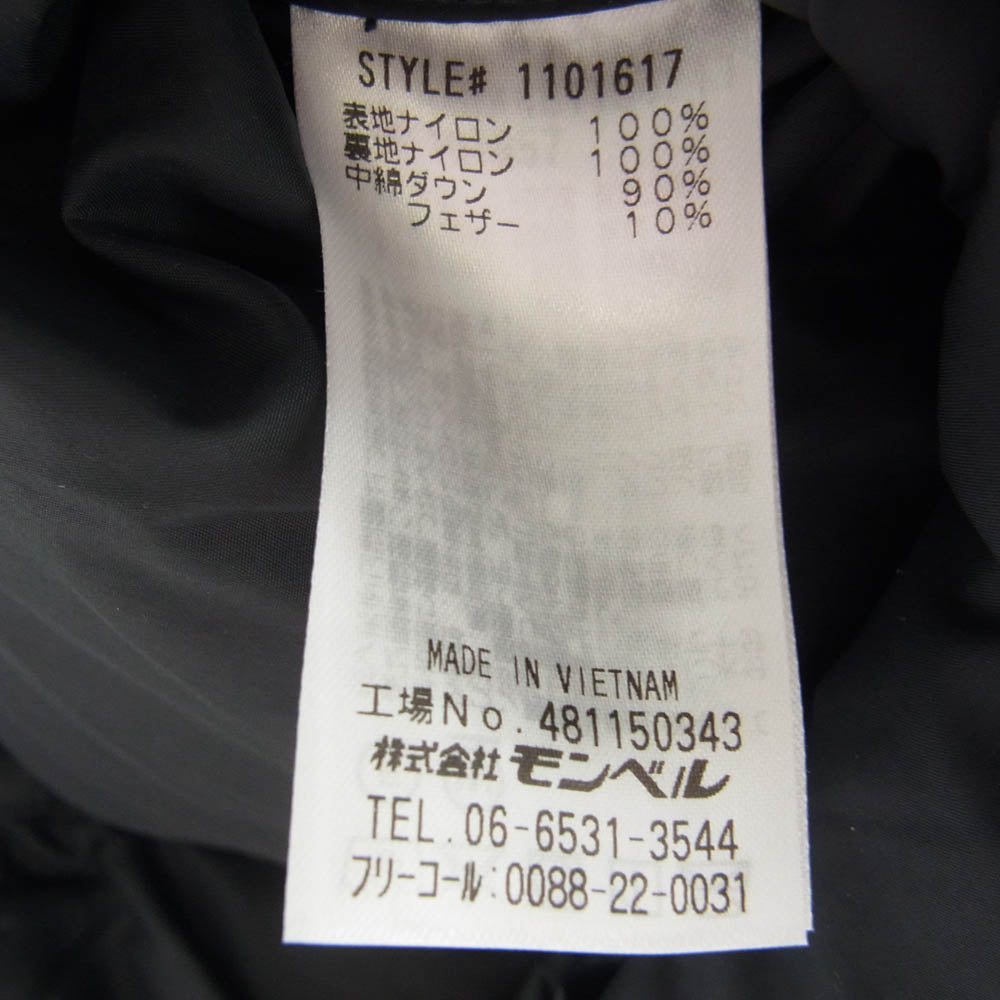 STYLE# 1101617
表地ナイロン 100%
裏地ナイロン 100%
中綿ダウン 90%
フェザー 10%
MADE IN VIETNAM
工場No. 481150343
株式会社 モンベル
TEL. 06-6531-3544
フリーコール:0088-22-0031